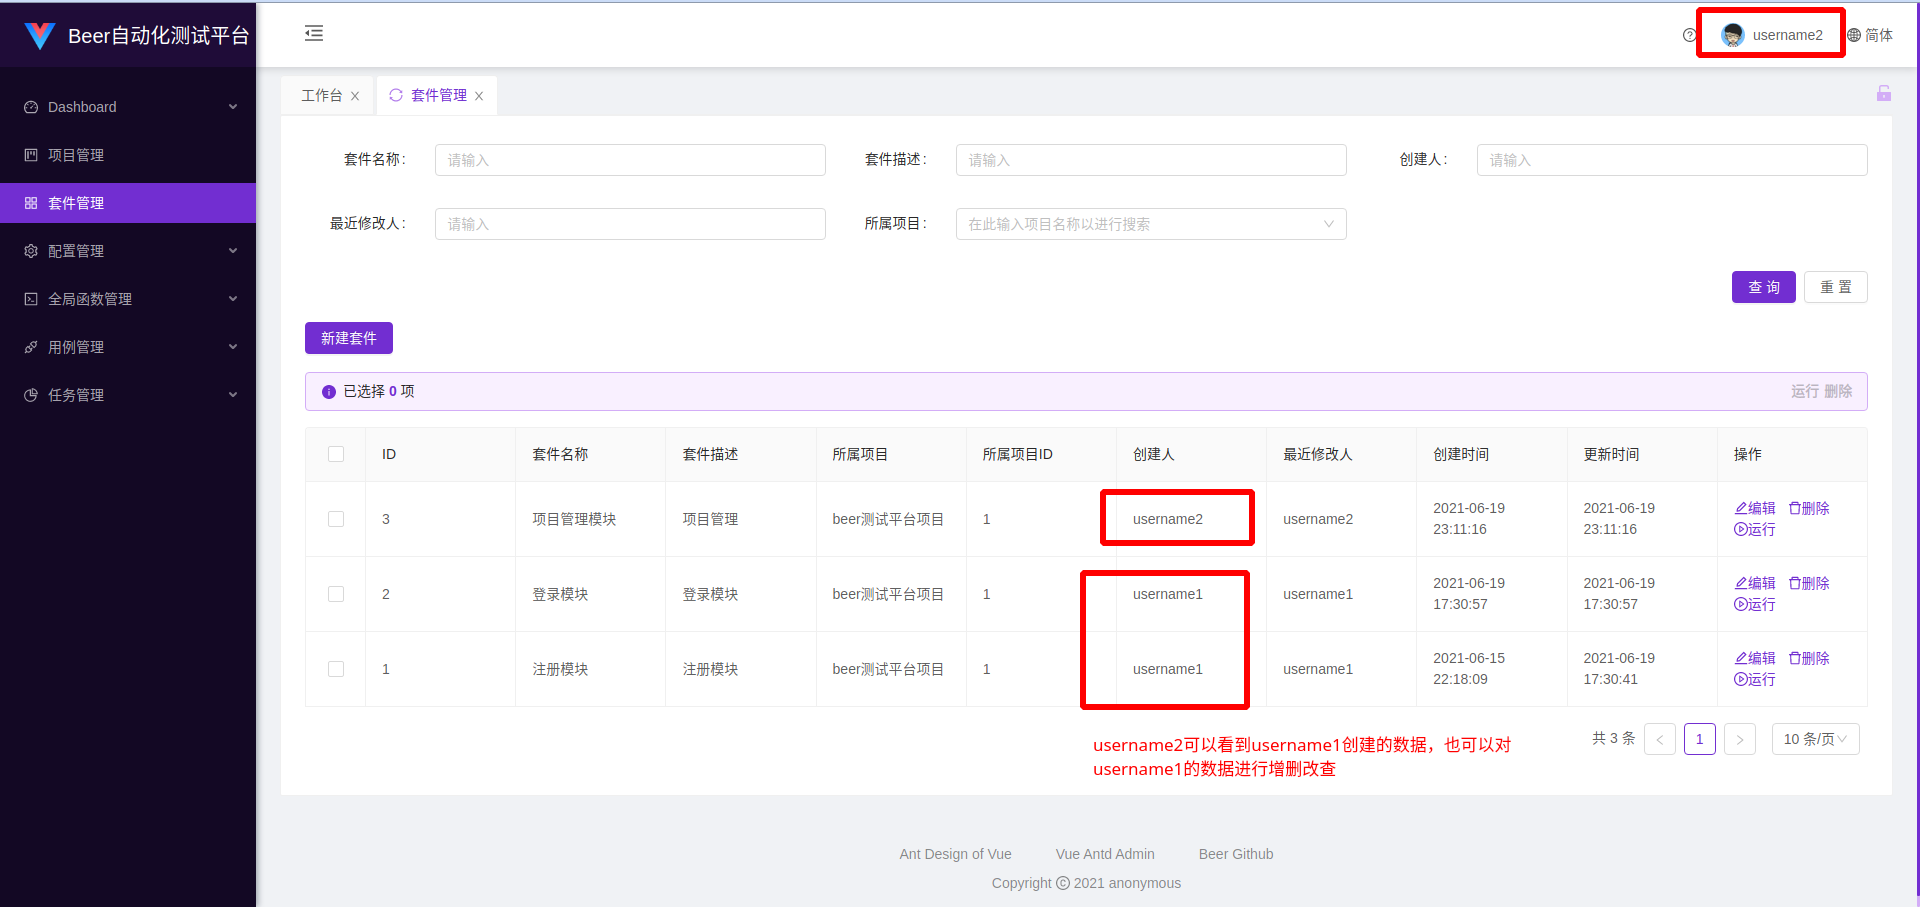 Beer自动化测试平台
username2
简体
Dashboard
项目管理
套件管理
配置管理
全局函数管理
用例管理
任务管理
工作台
套件管理
套件名称:
请输入
套件描述:
请输入
创建人:
请输入
最近修改人:
请输入
所属项目:
在此输入项目名称以进行搜索
查 询
重 置
新建套件
已选择 0 项
运行 删除
ID 套件名称 套件描述 所属项目 所属项目ID 创建人 最近修改人 创建时间 更新时间 操作
3 项目管理模块 项目管理 beer测试平台项目 1 username2 username2 2021-06-19 23:11:16 2021-06-19 23:11:16 编辑 删除 运行
2 登录模块 登录模块 beer测试平台项目 1 username1 username1 2021-06-19 17:30:57 2021-06-19 17:30:57 编辑 删除 运行
1 注册模块 注册模块 beer测试平台项目 1 username1 username1 2021-06-15 22:18:09 2021-06-19 17:30:41 编辑 删除 运行
username2可以看到username1创建的数据，也可以对
username1的数据进行增删改查
共 3 条 < 1 > 10 条/页
Ant Design of Vue Vue Antd Admin Beer Github
Copyright © 2021 anonymous